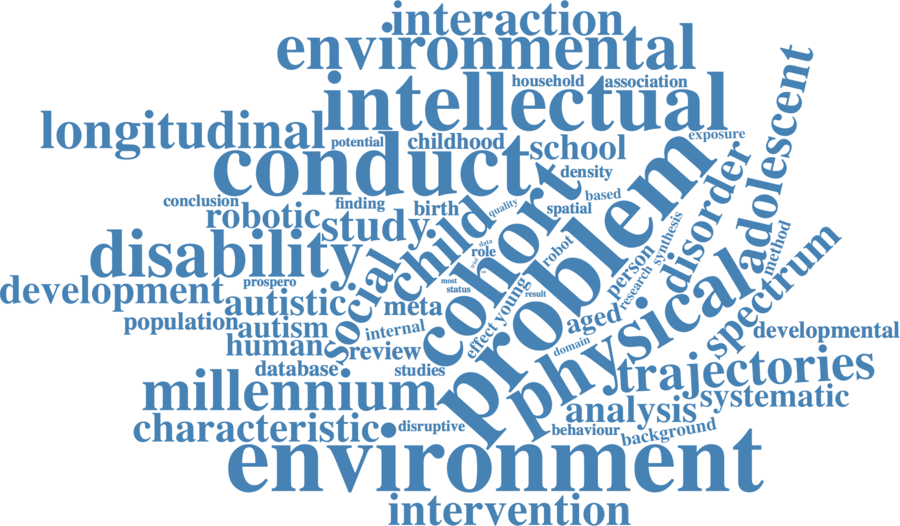 interaction
environmental
household
association
intellectual
longitudinal
potential
childhood
school
exposure
adolescent
conduct
density
conclusion
finding
birth
quality
spatial
based
robotic
study
child
cohort
problem
disorder
disability
social
role
data
robot
person
synthesis
method
spectrum
development
prospero
most
status
young
result
research
physical
autistic
meta
effect
aged
population
autism
internal
domain
developmental
human
review
database
studies
trajectories
millennium
systematic
analysis
characteristic
disruptive
behaviour
background
environment
intervention